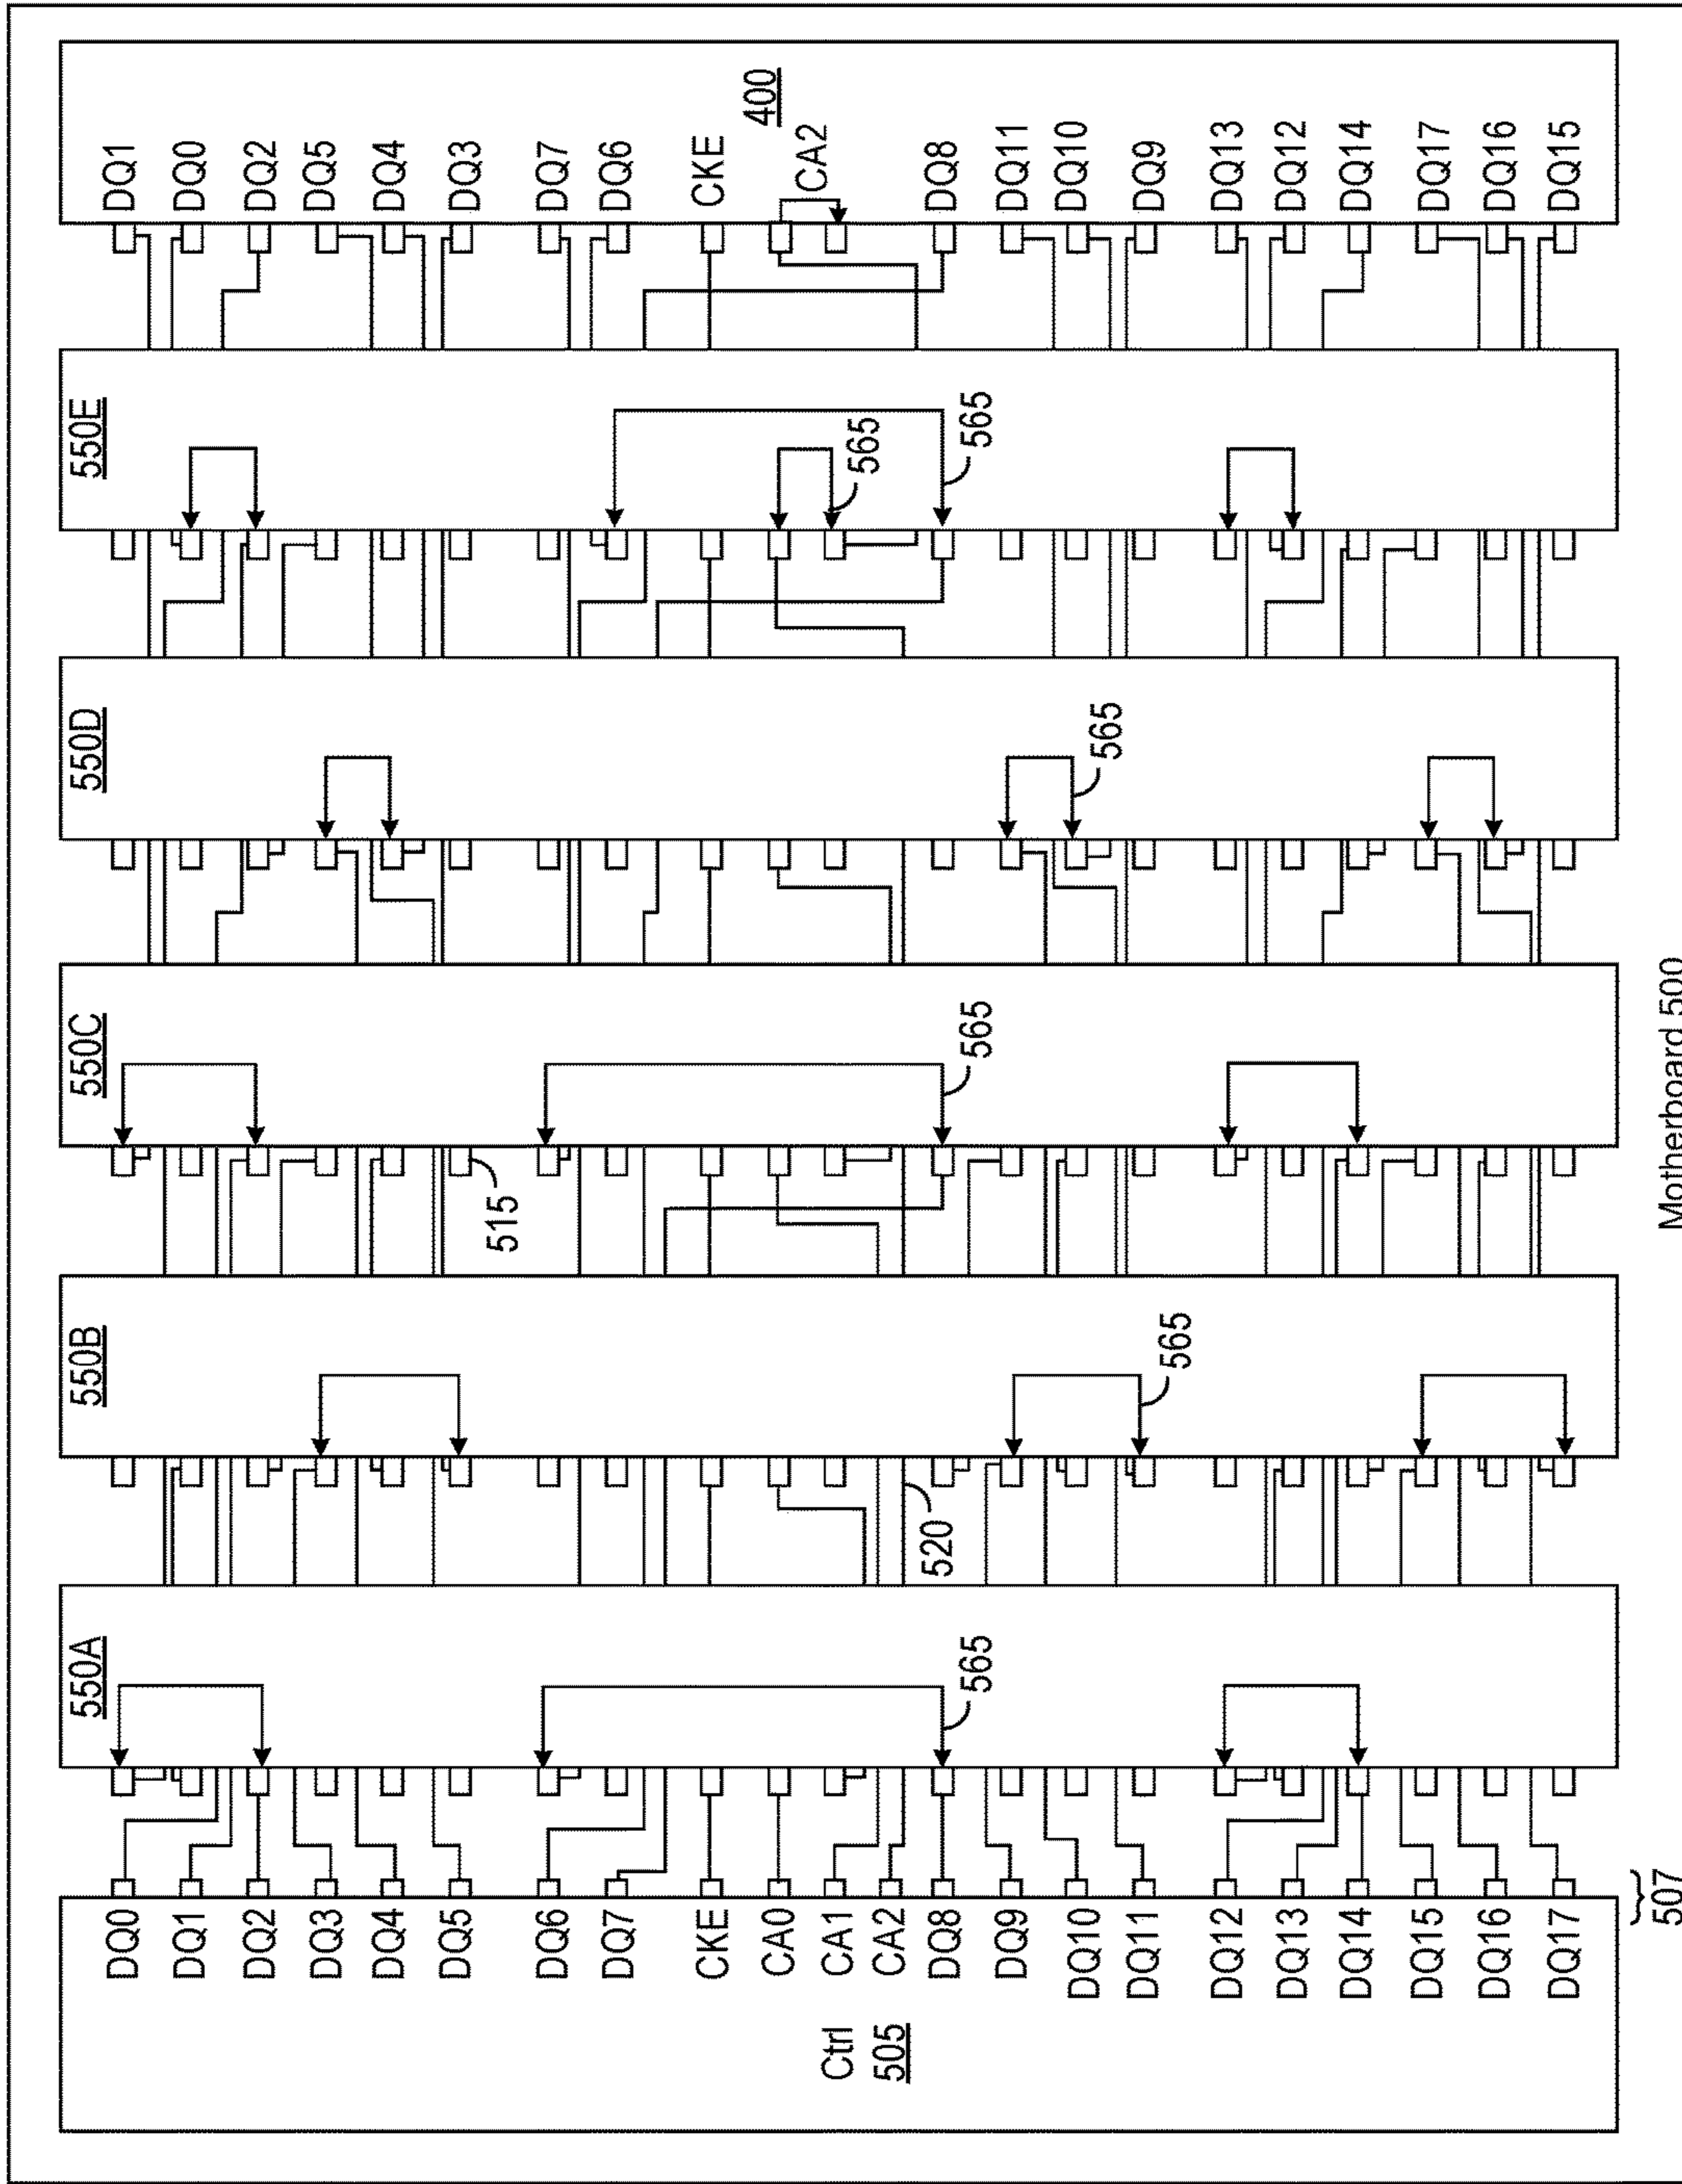 DQ1
DQ0
DQ2
DQ5
DQ4
DQ3
DQ7
DQ6
CKE
400
CA2
DQ8
DQ11
DQ10
DQ9
DQ13
DQ12
DQ14
DQ17
DQ16
DQ15
550E
565
565
550D
565
550C
565
515
550B
565
520
550A
565
DQ0
DQ1
DQ2
DQ3
DQ4
DQ5
DQ6
DQ7
CKE
CA0
CA1
CA2
DQ8
DQ9
DQ10
DQ11
DQ12
DQ13
DQ14
DQ15
DQ16
DQ17
507
Ctrl
505
Motherboard 500